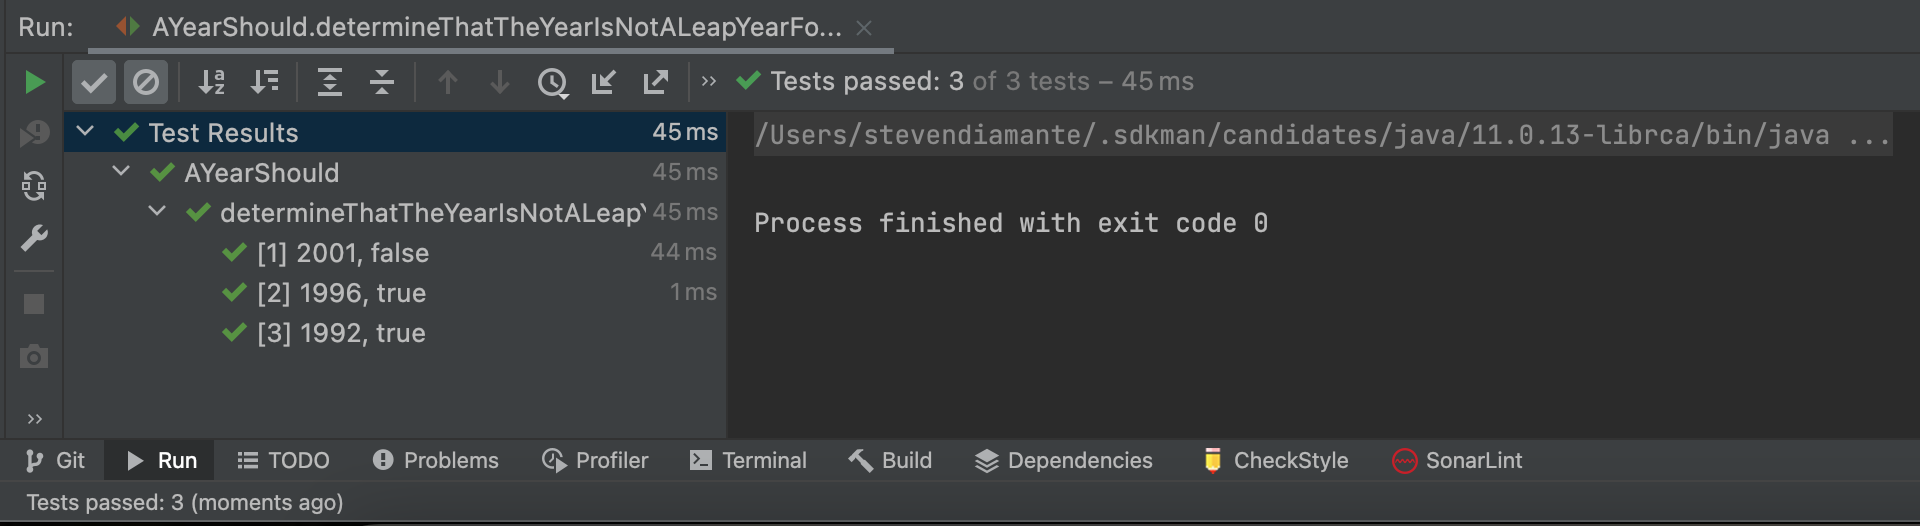 Run: AYearShould.determineThatTheYearIsNotALeapYearFo...
Tests passed: 3 of 3 tests – 45 ms
Test Results 45 ms
AYearShould 45 ms
determineThatTheYearIsNotALeap 45 ms
[1] 2001, false 44 ms
[2] 1996, true 1 ms
[3] 1992, true
/Users/stevendiamante/.sdkman/candidates/java/11.0.13-librca/bin/java ...
Process finished with exit code 0
Git Run TODO Problems Profiler Terminal Build Dependencies CheckStyle SonarLint
Tests passed: 3 (moments ago)